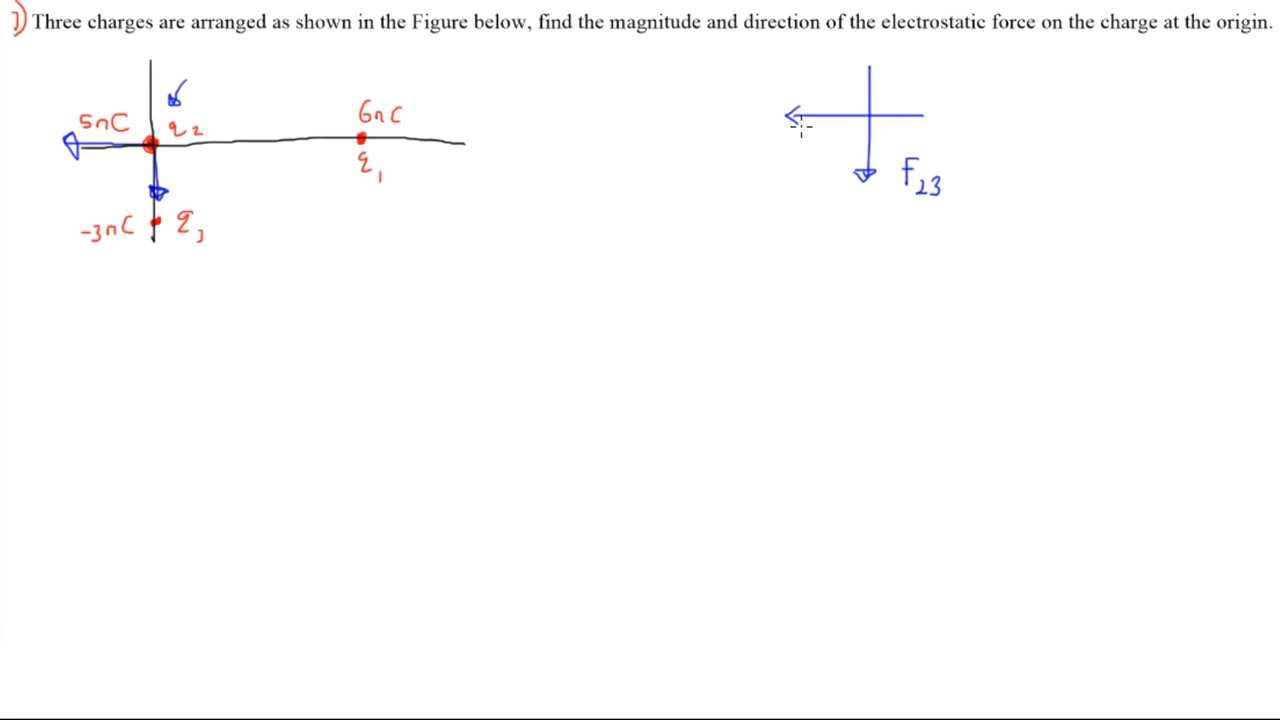 1) Three charges are arranged as shown in the Figure below, find the magnitude and direction of the electrostatic force on the charge at the origin.
5nC q2
6nC
q1
-3nC q3
F23